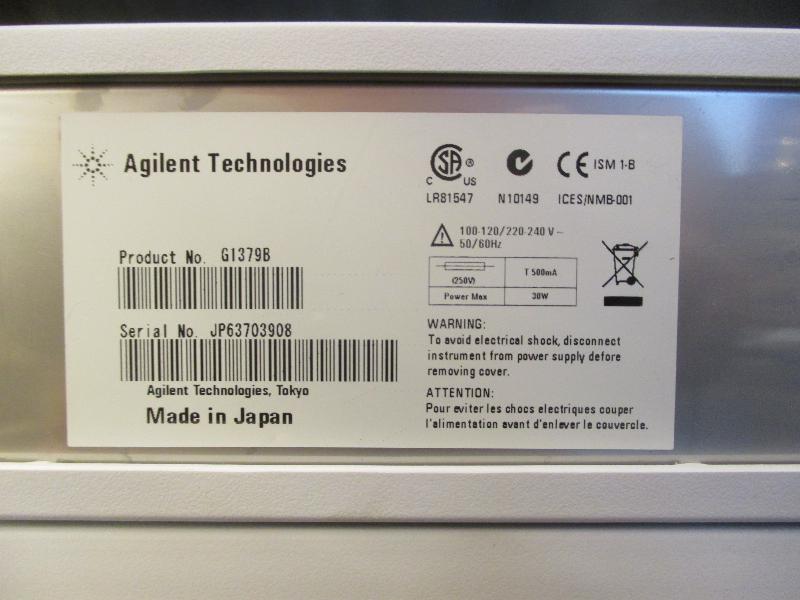 Agilent Technologies
Product No. G1379B
Serial No. JP63703908
Agilent Technologies, Tokyo
Made in Japan
SA ®
C US
CE ISM 1-B
LR81547 N10149 ICES/NMB-001
100-120/220-240 V~
50/60Hz
(250V) T 500mA
Power Max 30W
WARNING:
To avoid electrical shock, disconnect
instrument from power supply defore
removing cover.
ATTENTION:
Pour eviter les chocs electriques couper
l'alimentation avant d'enlever le couvercle.